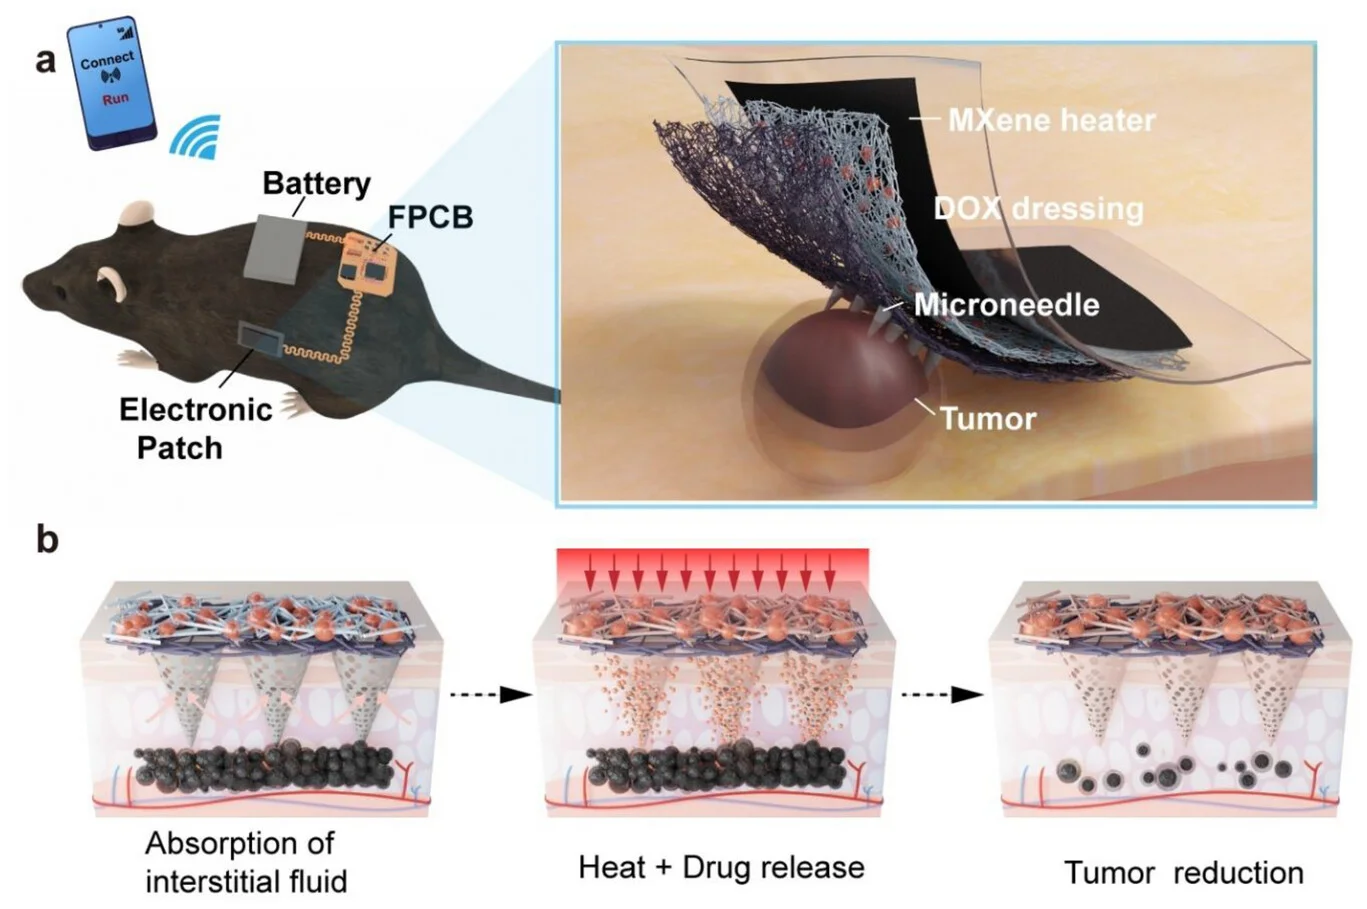 a
5G
Connect
Run
Battery
FPCB
Electronic
Patch
MXene heater
DOX dressing
Microneedle
Tumor
b
Absorption of
interstitial fluid
Heat + Drug release
Tumor reduction